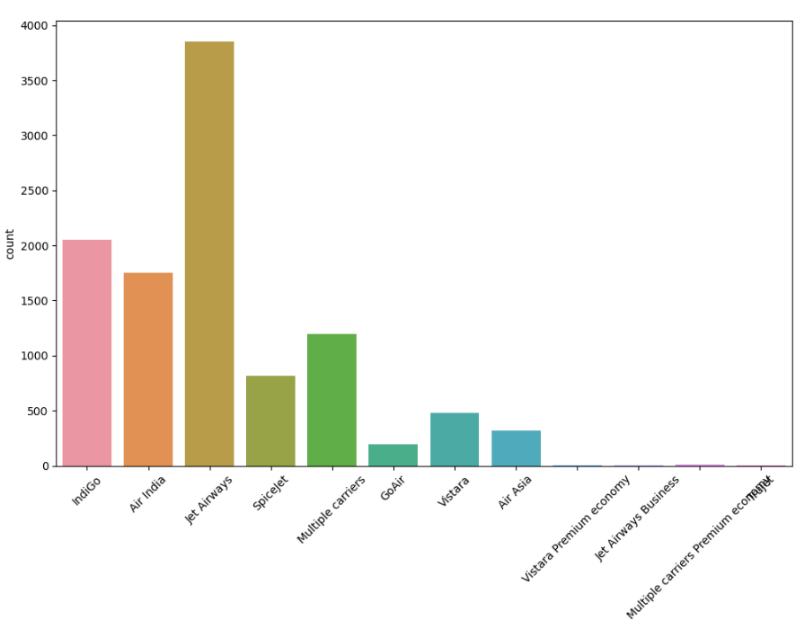 4000
3500
3000
2500
2000
1500
1000
500
0
count
IndiGo
Air India
Jet Airways
SpiceJet
Multiple carriers
GoAir
Vistara
Air Asia
Vistara Premium economy
Jet Airways Business
Multiple carriers Premium economy
Trujet